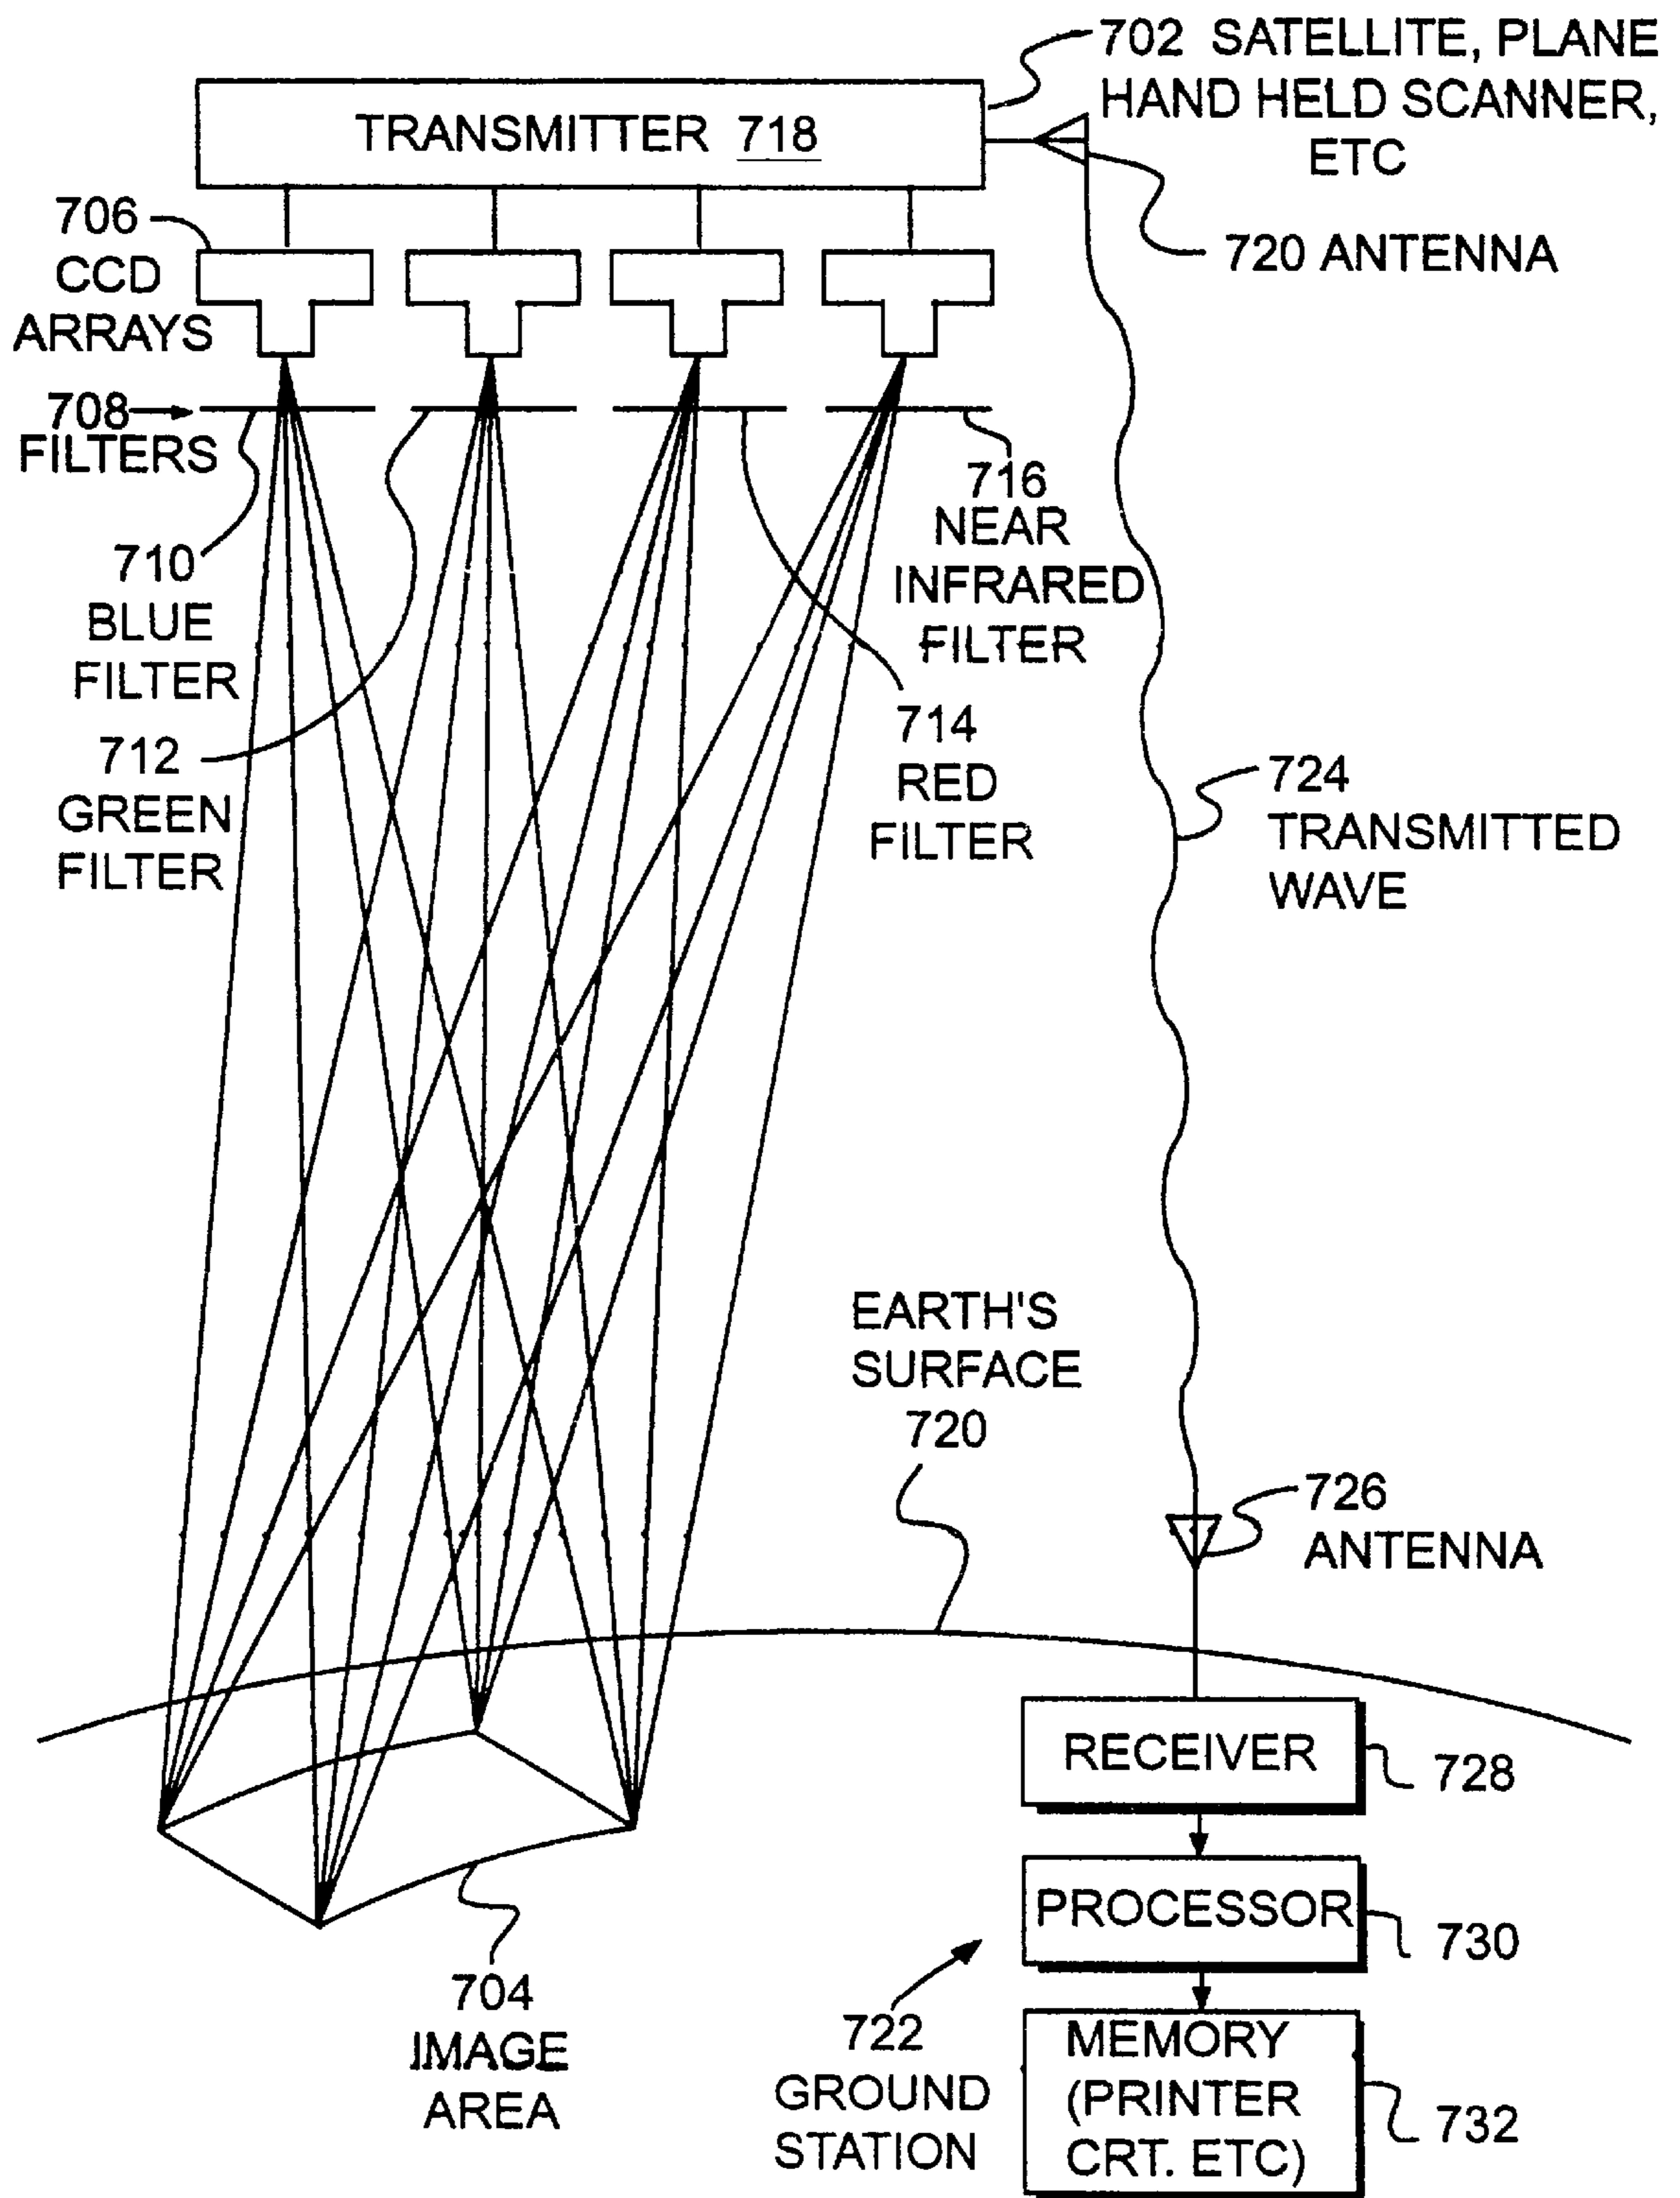 702 SATELLITE, PLANE
HAND HELD SCANNER,
ETC
TRANSMITTER 718
706
CCD
ARRAYS
720 ANTENNA
708
FILTERS
710
BLUE
FILTER
716
NEAR
INFRARED
FILTER
712
GREEN
FILTER
714
RED
FILTER
724
TRANSMITTED
WAVE
EARTH'S
SURFACE
720
726
ANTENNA
RECEIVER
728
PROCESSOR
730
704
IMAGE
AREA
722
GROUND
STATION
MEMORY
(PRINTER
CRT. ETC)
732